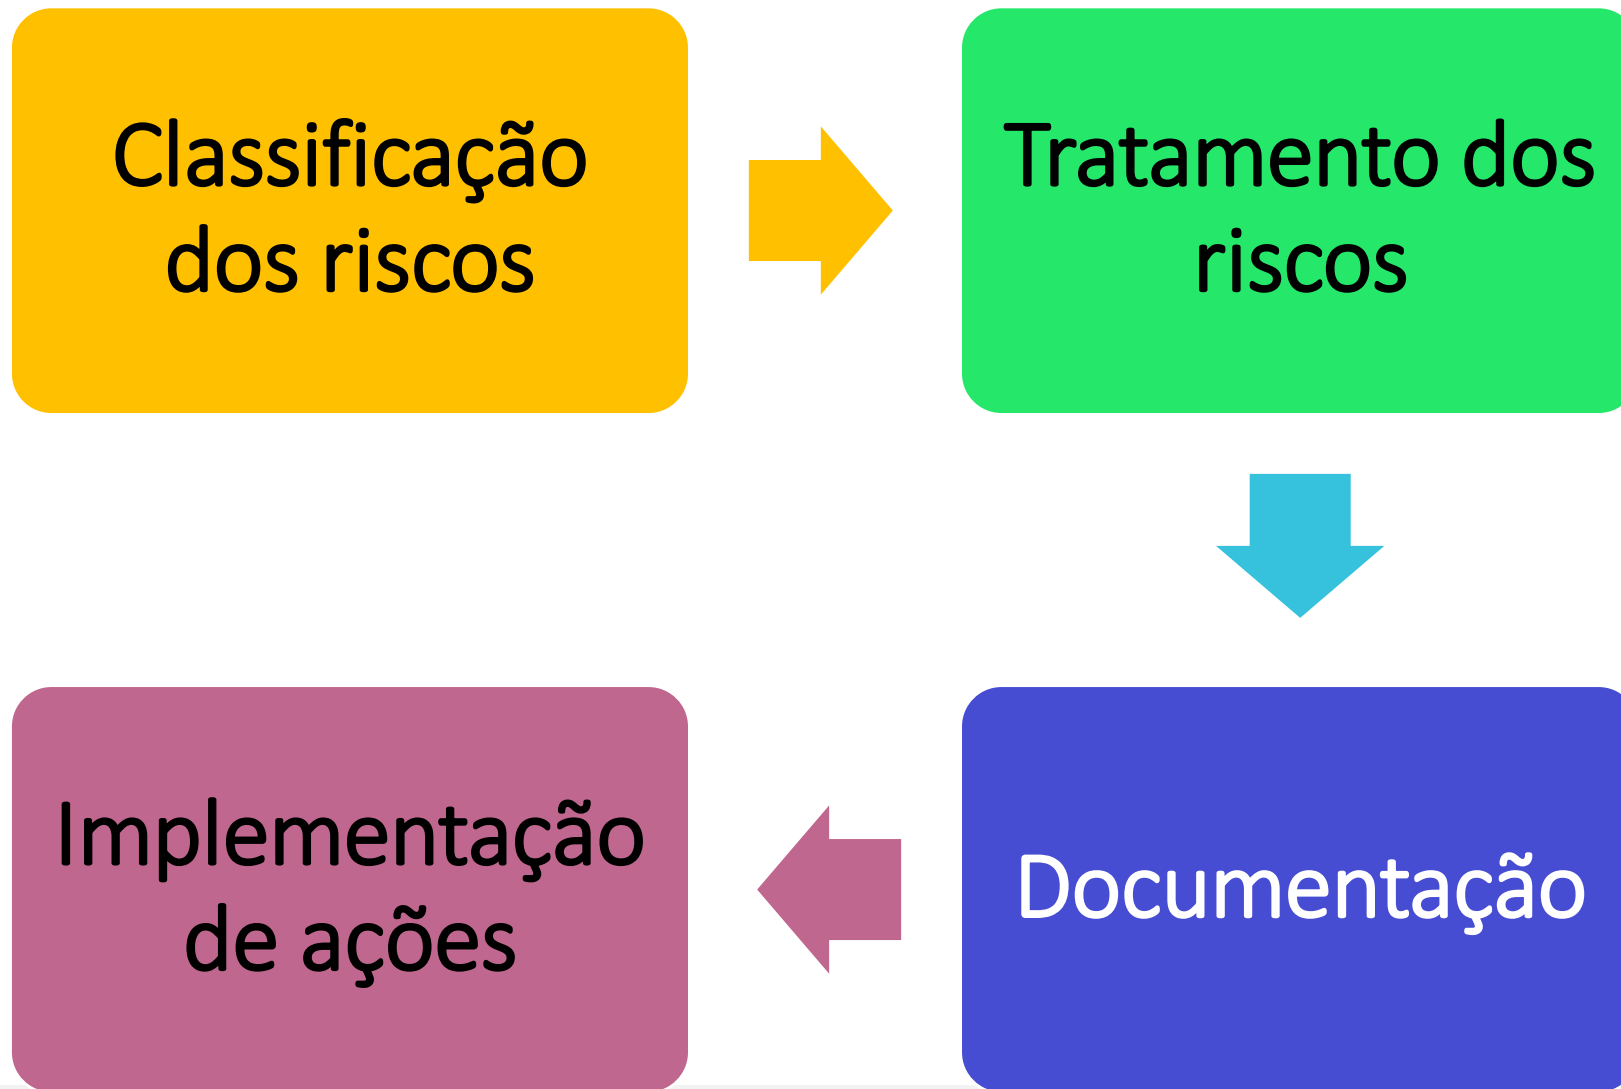 Classificação
dos riscos
Tratamento dos
riscos
Documentação
Implementação
de ações